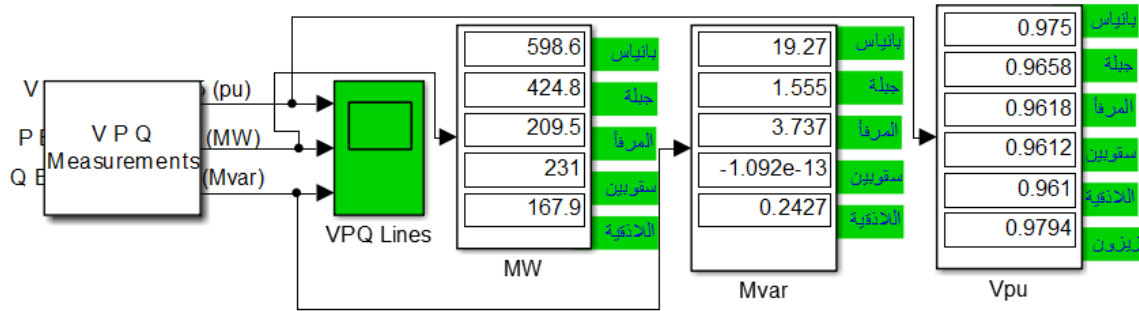 V P Q
Measurements
V
(pu)
P B
(MW)
Q B
(Mvar)
VPQ Lines
598.6
424.8
209.5
231
167.9
بانياس
جبلة
المرفأ
سقوبين
اللاذقية
MW
19.27
1.555
3.737
-1.092e-13
0.2427
بانياس
جبلة
المرفأ
سقوبين
اللاذقية
Mvar
0.975
0.9658
0.9618
0.9612
0.961
0.9794
بانياس
جبلة
المرفأ
سقوبين
اللاذقية
زيزون
Vpu